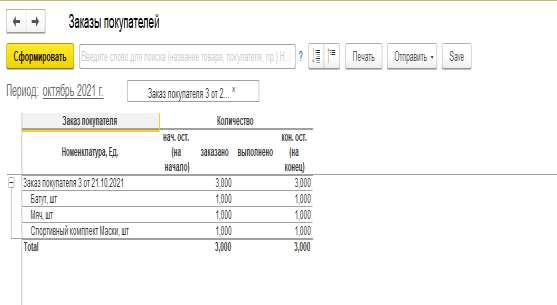 Заказы покупателей
Сформировать Введите слово для поиска (название товара, покупателя, пр.) Н ? Печать Отправить Save
Период: октябрь 2021 г. Заказ покупателя 3 от 2... x
Заказ покупателя Количество
Номенклатура, Ед. нач. ост. (на начало) заказано выполнено кон. ост. (на конец)
Заказ покупателя 3 от 21.10.2021 3,000 3,000
Батут, шт 1,000 1,000
Мяч, шт 1,000 1,000
Спортивный комплект Маски, шт 1,000 1,000
Total 3,000 3,000